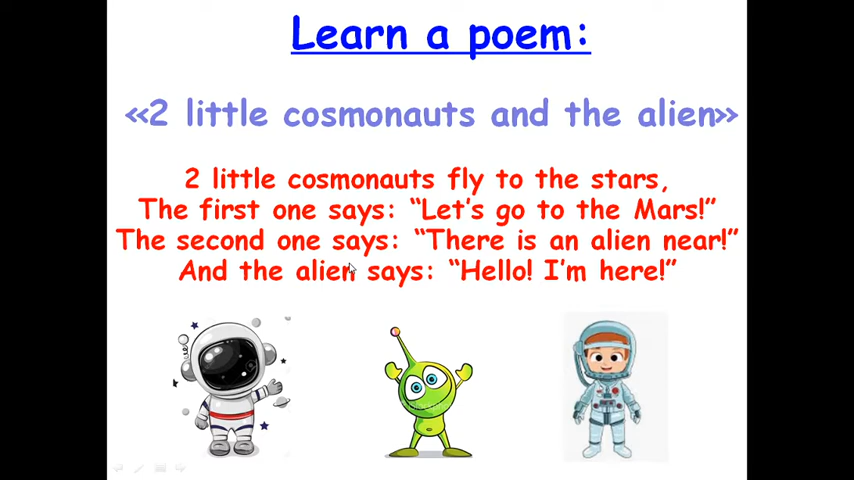 Learn a poem:
«2 little cosmonauts and the alien»
2 little cosmonauts fly to the stars,
The first one says: “Let’s go to the Mars!”
The second one says: “There is an alien near!”
And the alien says: “Hello! I’m here!”